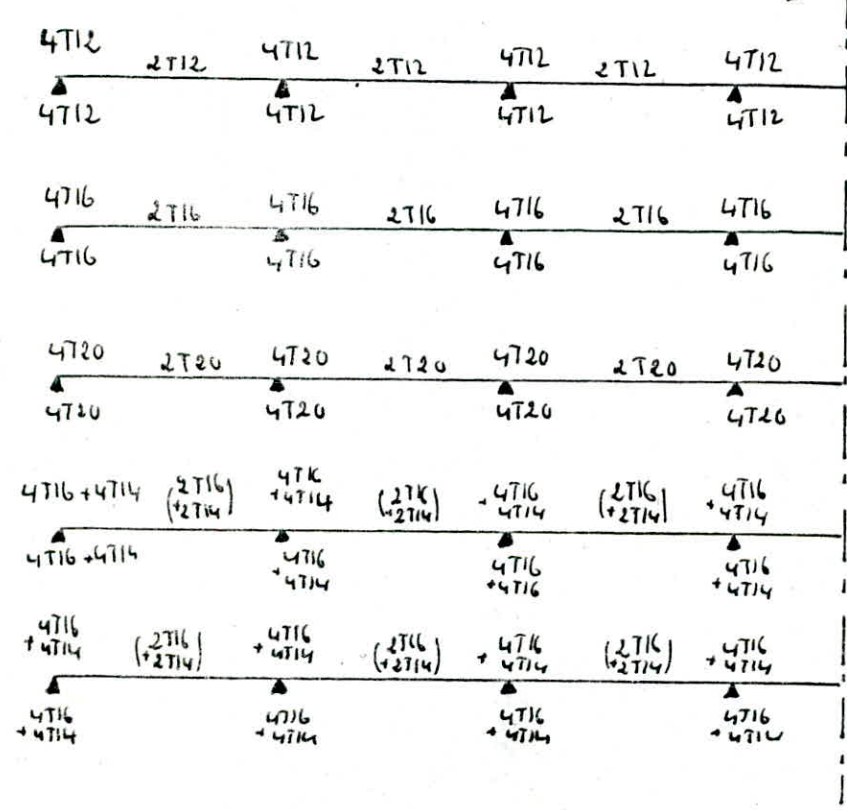 4T12 2T12 4T12 2T12 4T12 2T12 4T12
4T12 4T12 4T12 4T12
4T16 2T16 4T16 2T16 4T16 2T16 4T16
4T16 4T16 4T16 4T16
4T20 2T20 4T20 2T20 4T20 2T20 4T20
4T20 4T20 4T20 4T20
4T16 +4T14 (2T16 4T16 (2T16 4T16 (2T16 4T16
+2T14) +4T14 +2T14) +4T14 +2T14) +4T14
4T16 +4T14 4T16 4T16 4T16
+4T14 +4T16 +4T14
4T16 (2T16 4T16 (2T16 4T16 (2T16 4T16
+4T14 +2T14) +4T14 +2T14) +4T14 +2T14) +4T14
4T16 4T16 4T16 4T16
+4T14 +4T14 +4T14 +4T14